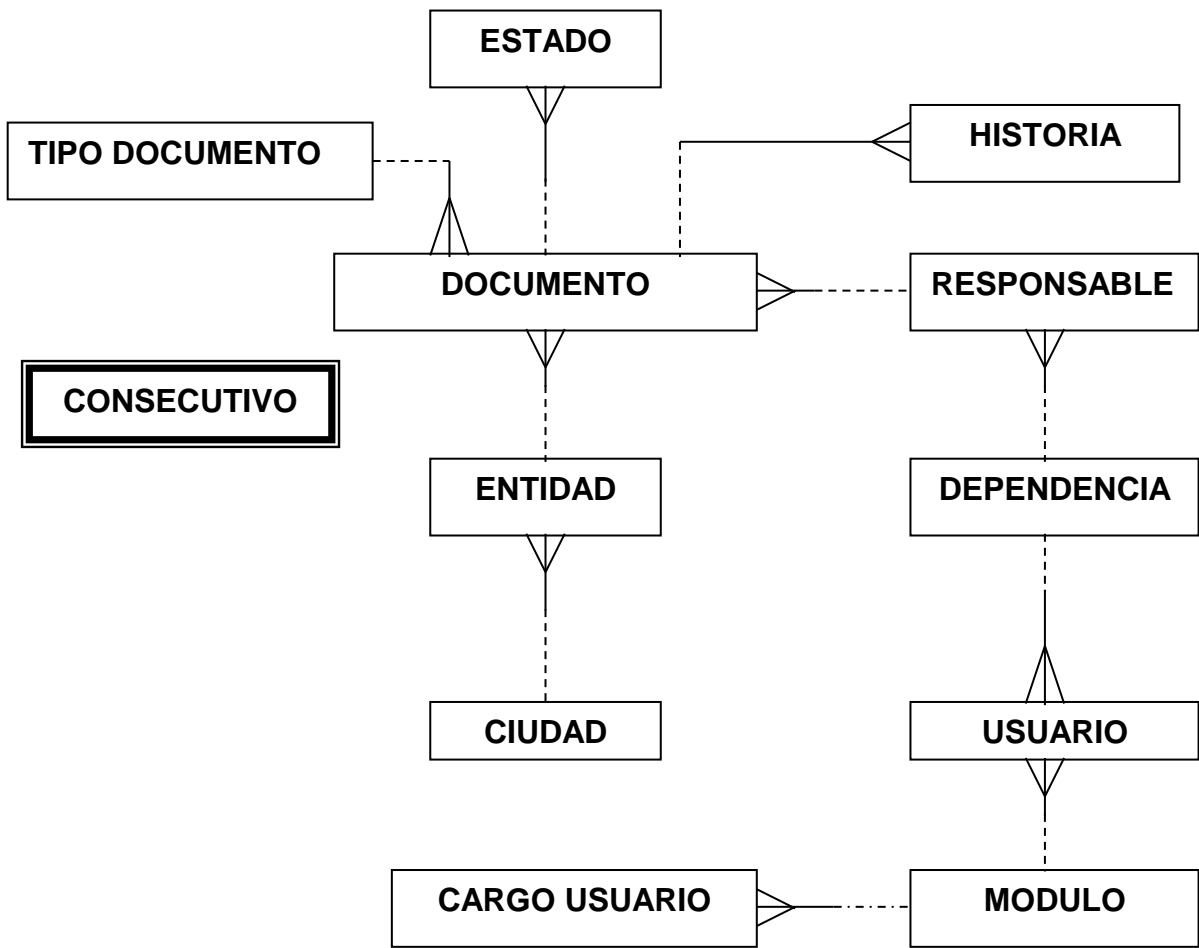 ESTADO
TIPO DOCUMENTO
HISTORIA
DOCUMENTO
RESPONSABLE
CONSECUTIVO
ENTIDAD
DEPENDENCIA
CIUDAD
USUARIO
CARGO USUARIO
MODULO